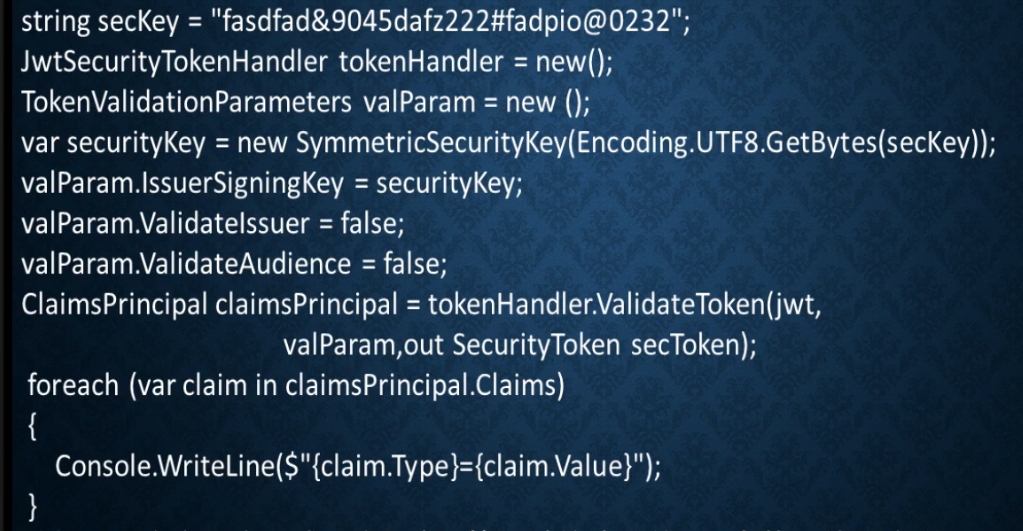 string secKey = "fasdfad&9045dafz222#fadpio@0232";
JwtSecurityTokenHandler tokenHandler = new();
TokenValidationParameters valParam = new ();
var securityKey = new SymmetricSecurityKey(Encoding.UTF8.GetBytes(secKey));
valParam.IssuerSigningKey = securityKey;
valParam.ValidateIssuer = false;
valParam.ValidateAudience = false;
ClaimsPrincipal claimsPrincipal = tokenHandler.ValidateToken(jwt,
valParam,out SecurityToken secToken);
foreach (var claim in claimsPrincipal.Claims)
{
Console.WriteLine($"{claim.Type}={claim.Value}");
}